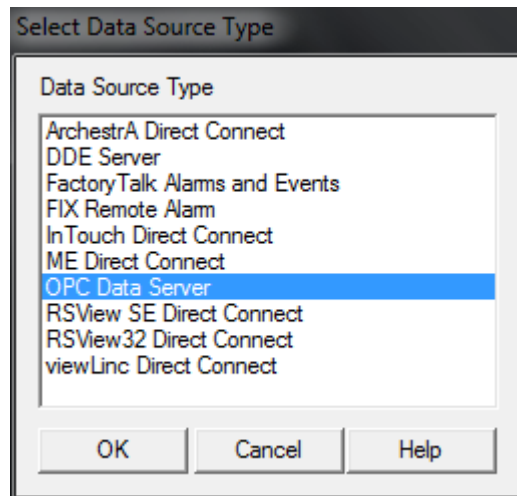 Select Data Source Type
Data Source Type
ArchestrA Direct Connect
DDE Server
FactoryTalk Alarms and Events
FIX Remote Alarm
InTouch Direct Connect
ME Direct Connect
OPC Data Server
RSView SE Direct Connect
RSView32 Direct Connect
viewLinc Direct Connect
OK Cancel Help